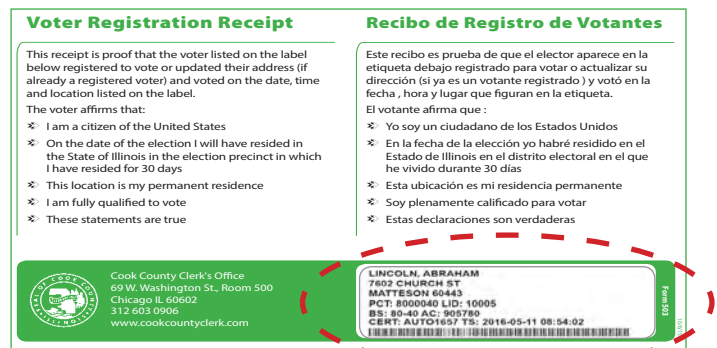 Voter Registration Receipt
This receipt is proof that the voter listed on the label
below registered to vote or updated their address (if
already a registered voter) and voted on the date, time
and location listed on the label.
The voter affirms that:
I am a citizen of the United States
On the date of the election I will have resided in
the State of Illinois in the election precinct in which
I have resided for 30 days
This location is my permanent residence
I am fully qualified to vote
These statements are true
Recibo de Registro de Votantes
Este recibo es prueba de que el elector aparece en la
etiqueta debajo registrado para votar o actualizar su
dirección (si ya es un votante registrado ) y votó en la
fecha , hora y lugar que figuran en la etiqueta.
El votante afirma que :
Yo soy un ciudadano de los Estados Unidos
En la fecha de la elección yo habré residido en el
Estado de Illinois en el distrito electoral en el que
he vivido durante 30 días
Esta ubicación es mi residencia permanente
Soy plenamente calificado para votar
Estas declaraciones son verdaderas
Cook County Clerk's Office
69 W. Washington St., Room 500
Chicago IL 60602
312 603 0906
www.cookcountyclerk.com
LINCOLN, ABRAHAM
7602 CHURCH ST
MATTESON 60443
PCT: 8000040 LID: 10005
BS: 80-40 AC: 905780
CERT: AUTO1657 TS: 2016-05-11 08:54:02
Form 503